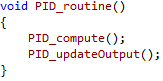 void PID_routine()
{
    PID_compute();
    PID_updateOutput();
}